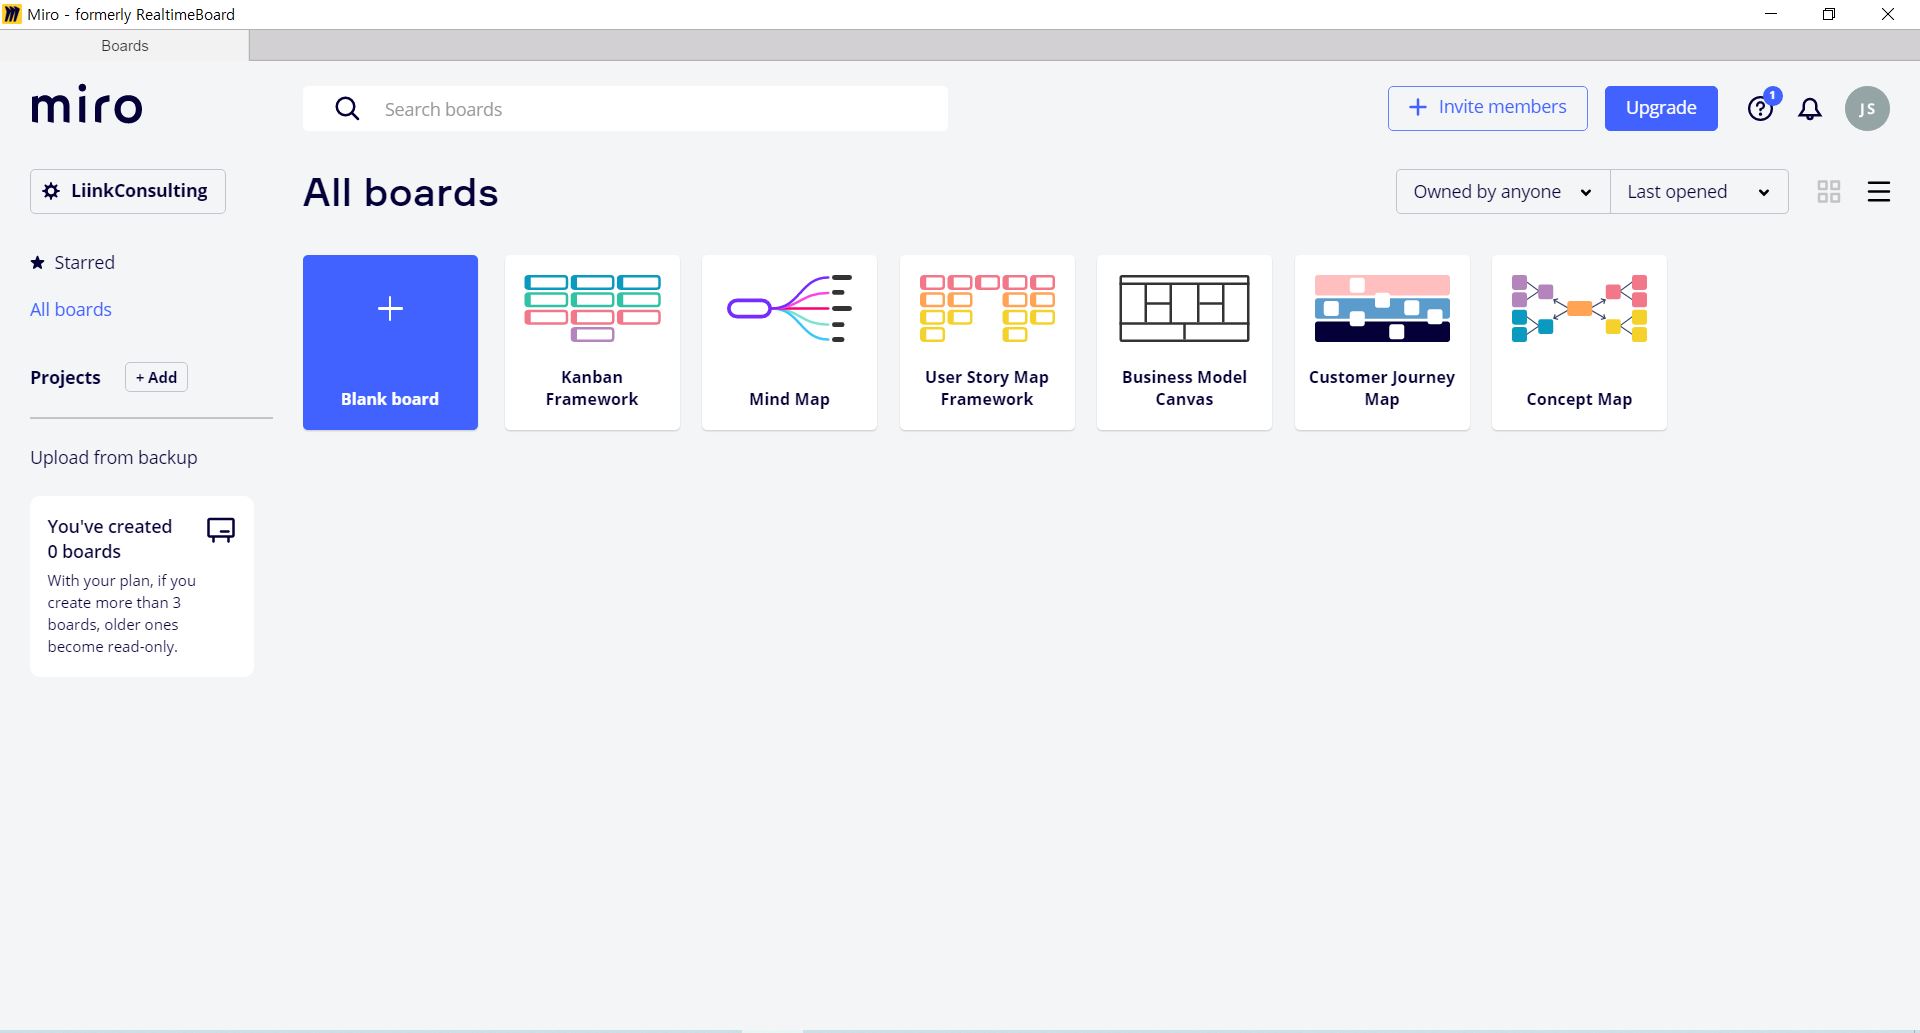 Miro - formerly RealtimeBoard
Boards
miro
Search boards
+ Invite members
Upgrade
1
JS
LiinkConsulting
All boards
Owned by anyone
Last opened
Starred
All boards
Projects
+ Add
Upload from backup
You've created
0 boards
With your plan, if you
create more than 3
boards, older ones
become read-only.
Blank board
Kanban
Framework
Mind Map
User Story Map
Framework
Business Model
Canvas
Customer Journey
Map
Concept Map